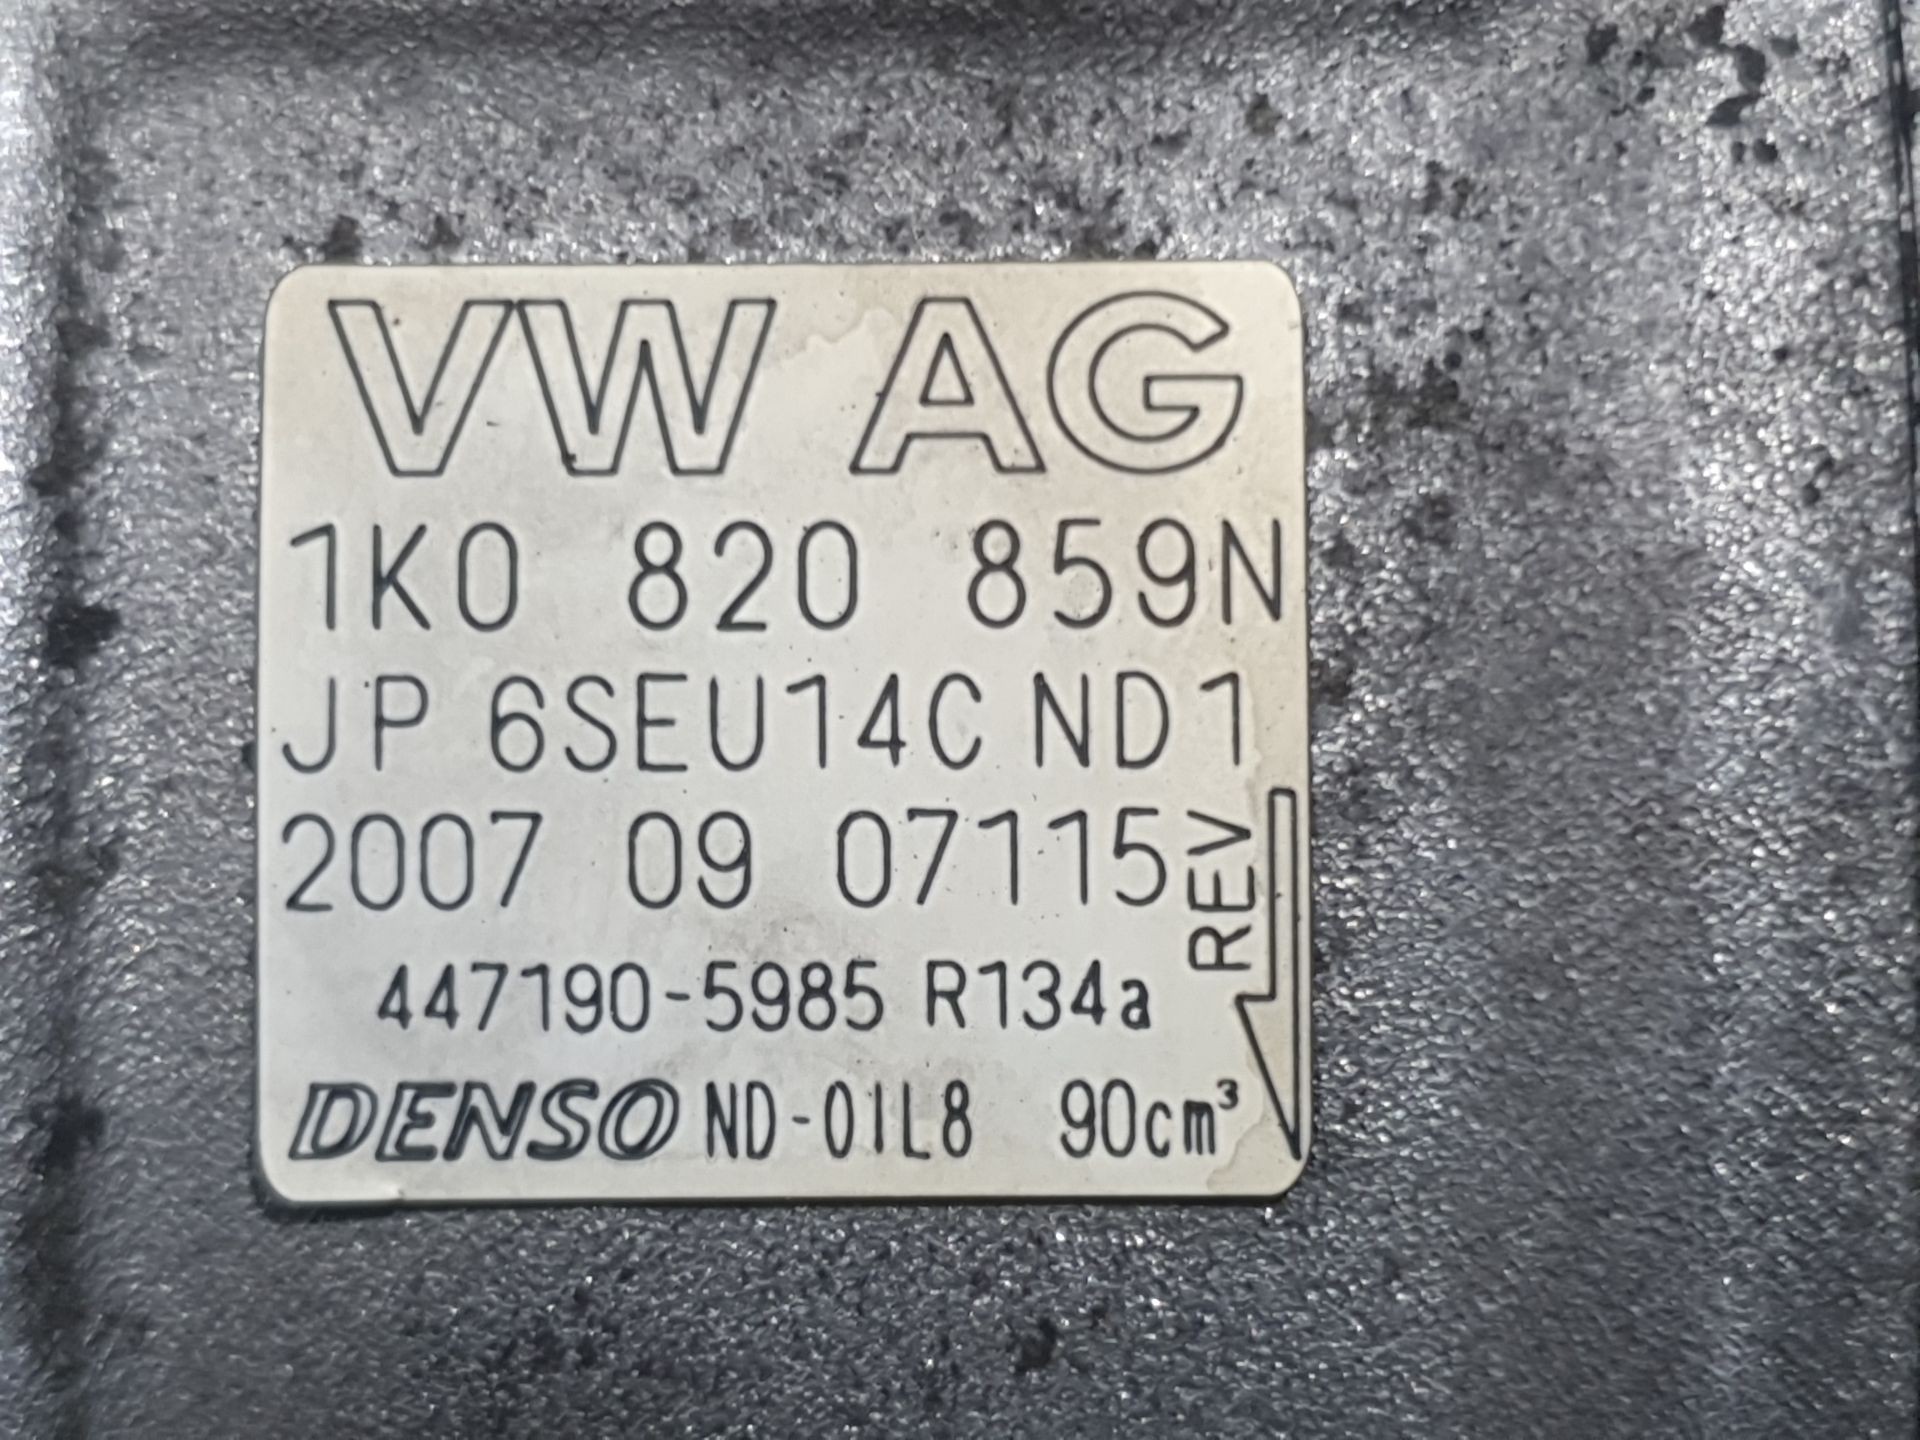 VW AG
1K0 820 859N
JP 6SEU14C ND1
2007 09 07115
REV
447190-5985 R134a
DENSO ND-OIL8 90cm³